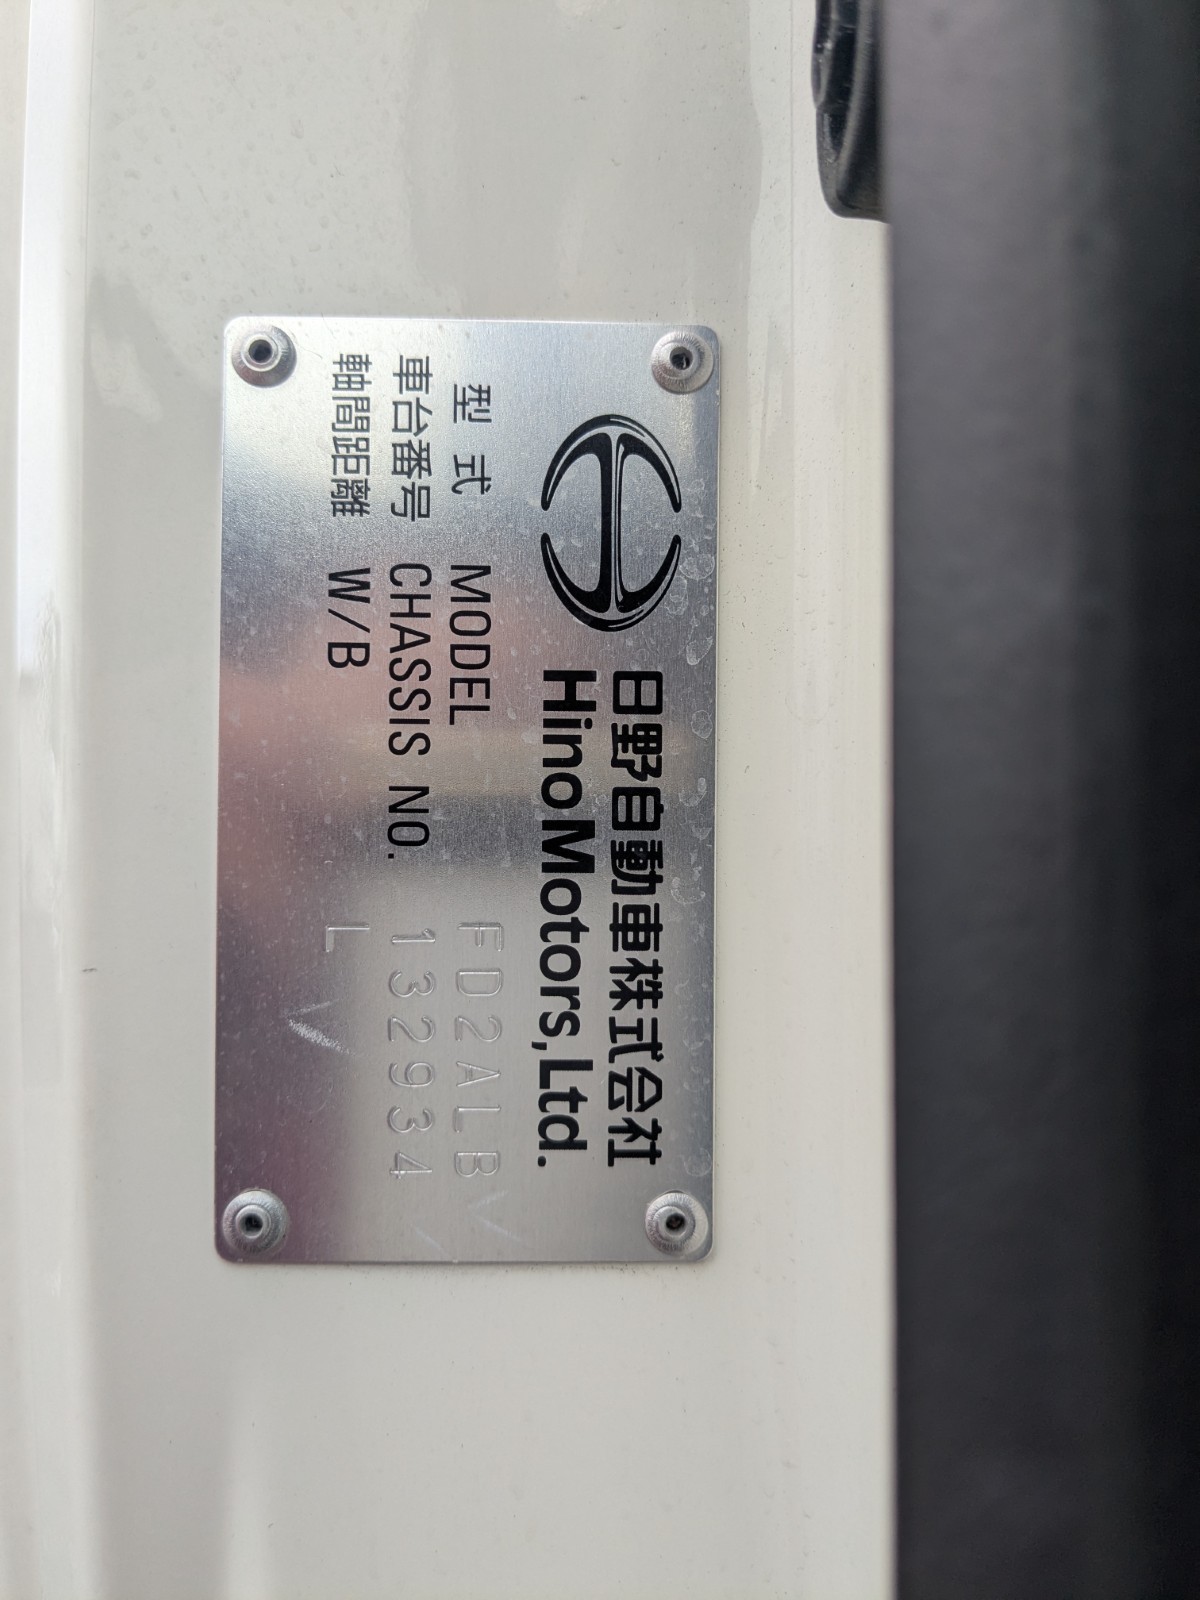 日野自動車株式会社
Hino Motors, Ltd.
型式 MODEL FD2ALB
車台番号 CHASSIS NO. 132934
軸間距離 W/B L